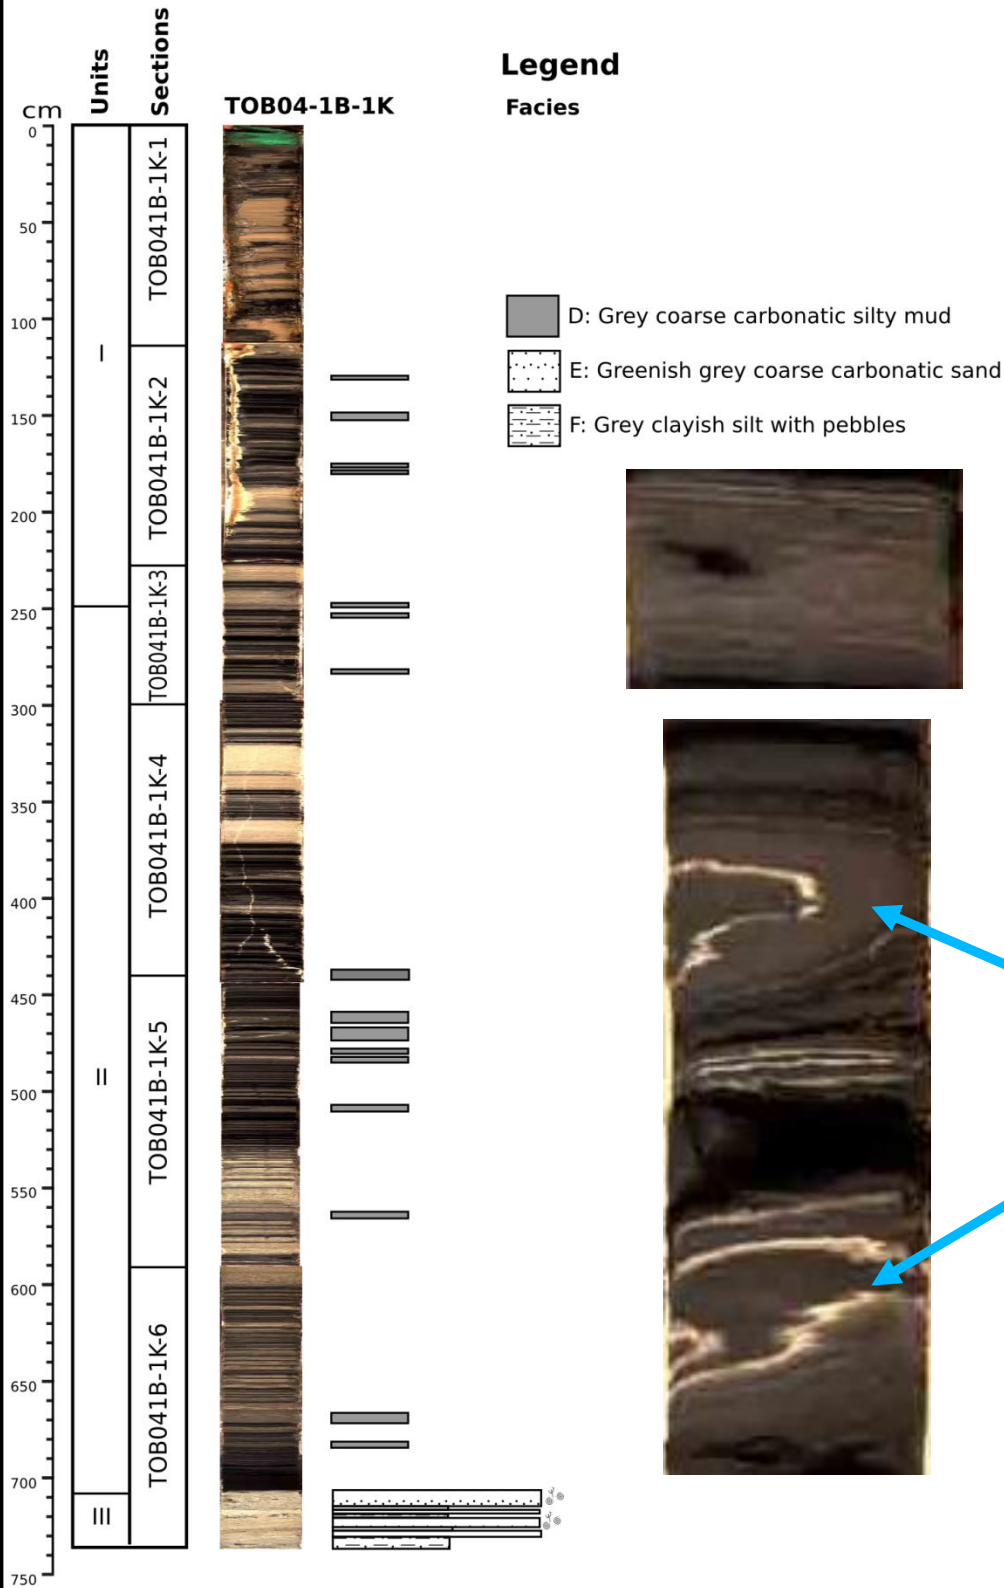 Legend
Units
Sections
cm
TOB04-1B-1K
Facies
0
50
100
150
200
250
300
350
400
450
500
550
600
650
700
750
I
II
III
TOB041B-1K-1
TOB041B-1K-2
TOB041B-1K-3
TOB041B-1K-4
TOB041B-1K-5
TOB041B-1K-6
D: Grey coarse carbonatic silty mud
E: Greenish grey coarse carbonatic sand
F: Grey clayish silt with pebbles